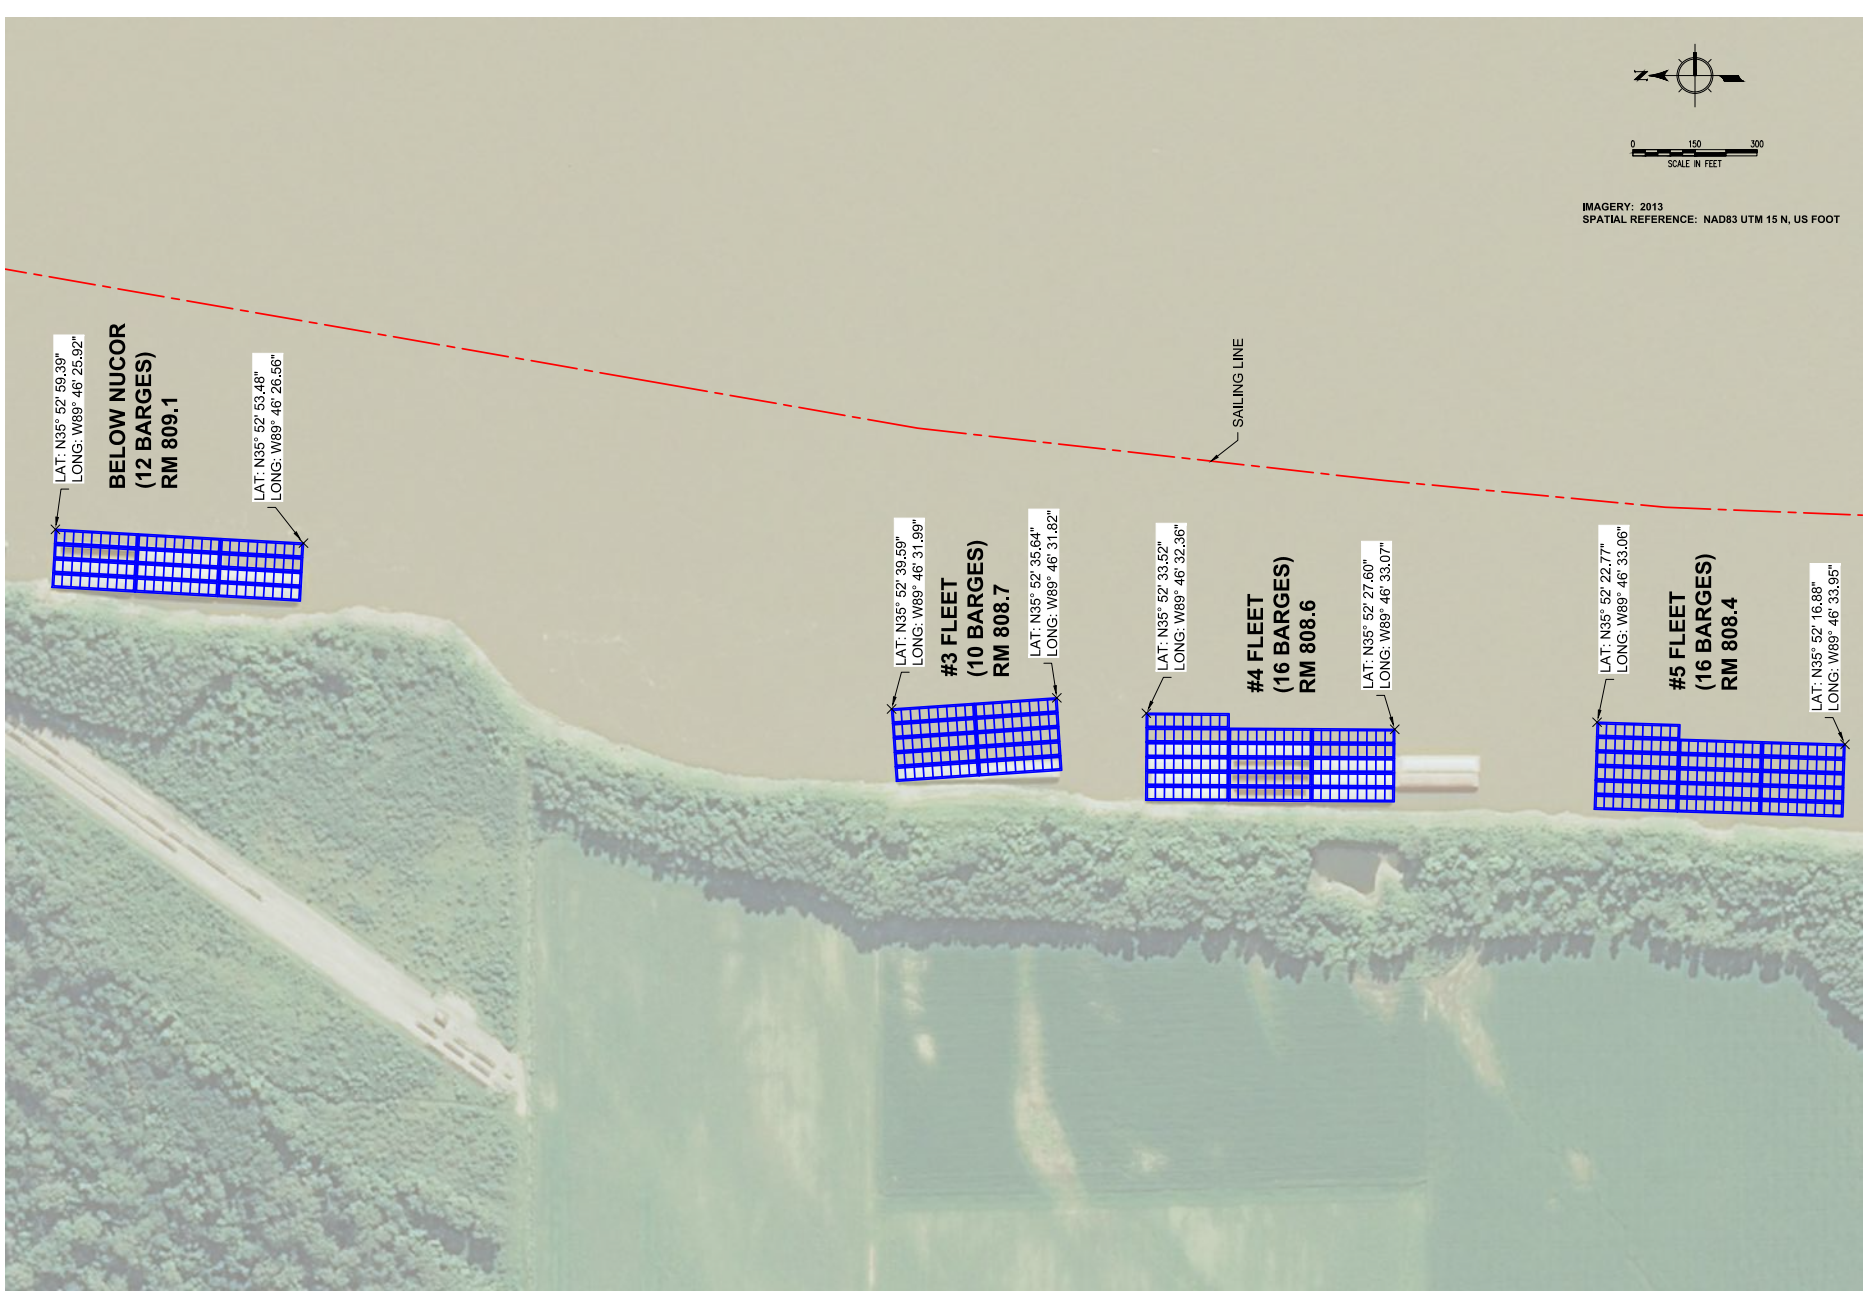 N
0 150 300
SCALE IN FEET
IMAGERY: 2013
SPATIAL REFERENCE: NAD83 UTM 15 N, US FOOT
LAT: N35° 52' 59.39"
LONG: W89° 46' 25.92"
BELOW NUCOR
(12 BARGES)
RM 809.1
LAT: N35° 52' 53.48"
LONG: W89° 46' 26.56"
SAILING LINE
LAT: N35° 52' 39.59"
LONG: W89° 46' 31.99"
#3 FLEET
(10 BARGES)
RM 808.7
LAT: N35° 52' 35.64"
LONG: W89° 46' 31.82"
LAT: N35° 52' 33.52"
LONG: W89° 46' 32.36"
#4 FLEET
(16 BARGES)
RM 808.6
LAT: N35° 52' 27.60"
LONG: W89° 46' 33.07"
LAT: N35° 52' 22.77"
LONG: W89° 46' 33.06"
#5 FLEET
(16 BARGES)
RM 808.4
LAT: N35° 52' 16.88"
LONG: W89° 46' 33.95"